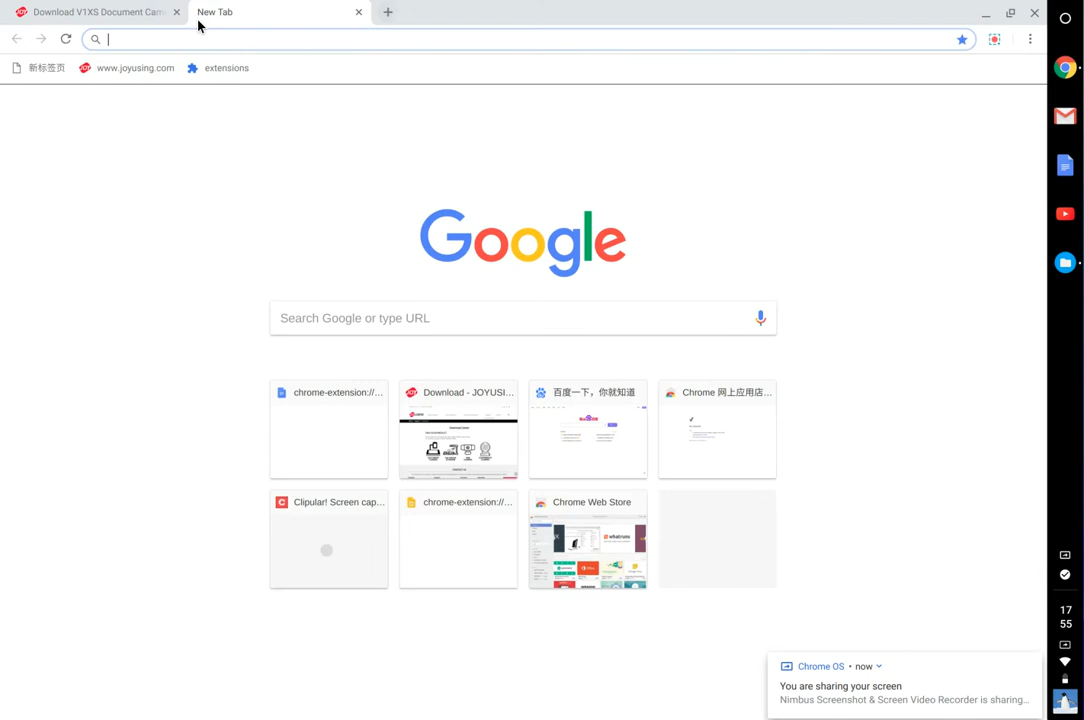 Download V1XS Document Cam
New Tab
新标签页
www.joyusing.com
extensions
Google
Search Google or type URL
chrome-extension://...
Download - JOYUSI...
百度一下，你就知道
Chrome 网上应用店...
Clipular! Screen cap...
chrome-extension://...
Chrome Web Store
17
55
Chrome OS • now
You are sharing your screen
Nimbus Screenshot & Screen Video Recorder is sharing...